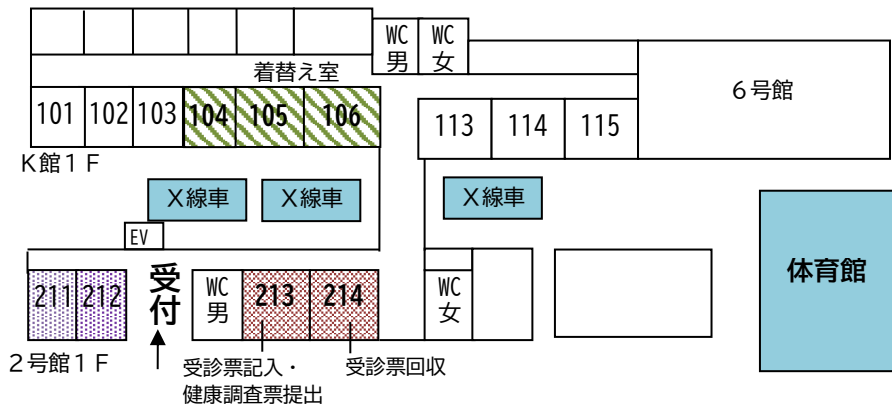 WC
男
WC
女
着替え室
6号館
101
102
103
104
105
106
113
114
115
K館1F
X線車
X線車
X線車
EV
体育館
211
212
受付
WC
男
213
214
WC
女
2号館1F
受診票記入・
健康調査票提出
受診票回収